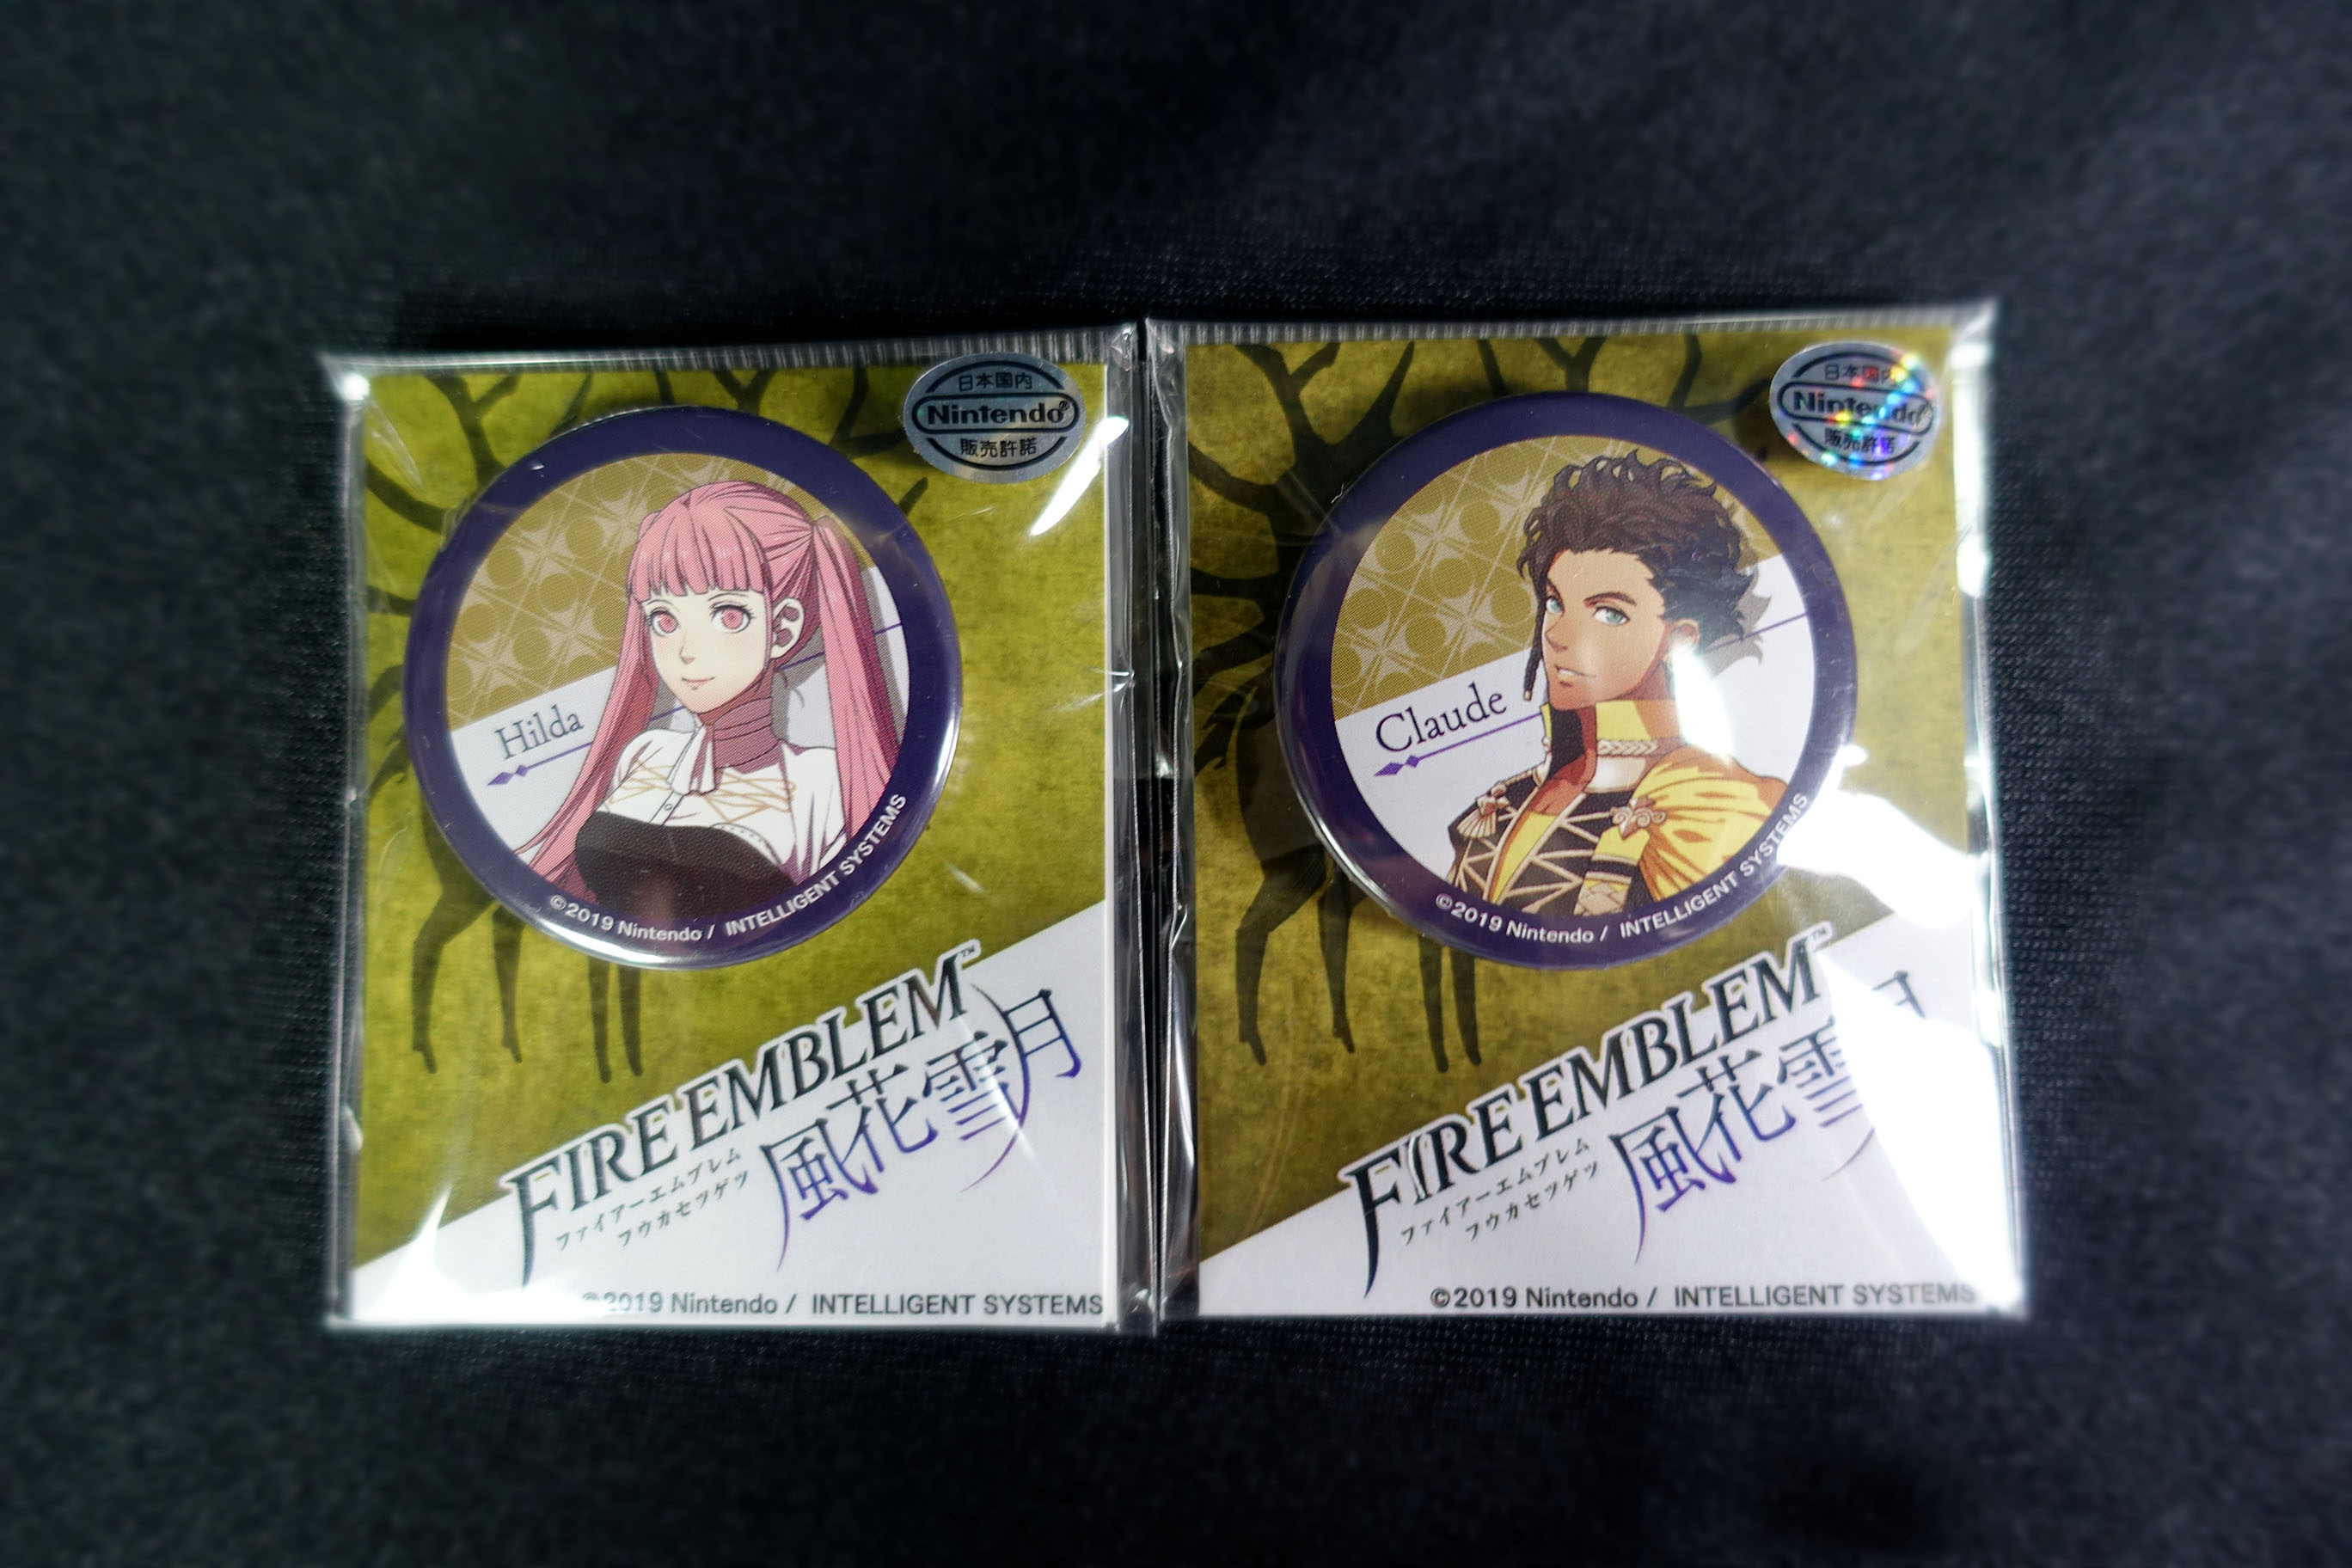 日本国内
Nintendo®
販売許諾
Hilda
©2019 Nintendo / INTELLIGENT SYSTEMS
FIRE EMBLEM™
ファイアーエムブレム
フウカセツゲツ
風花雪月
©2019 Nintendo / INTELLIGENT SYSTEMS
日本国内
Nintendo®
販売許諾
Claude
©2019 Nintendo / INTELLIGENT SYSTEMS
FIRE EMBLEM™
ファイアーエムブレム
フウカセツゲツ
風花雪月
©2019 Nintendo / INTELLIGENT SYSTEMS